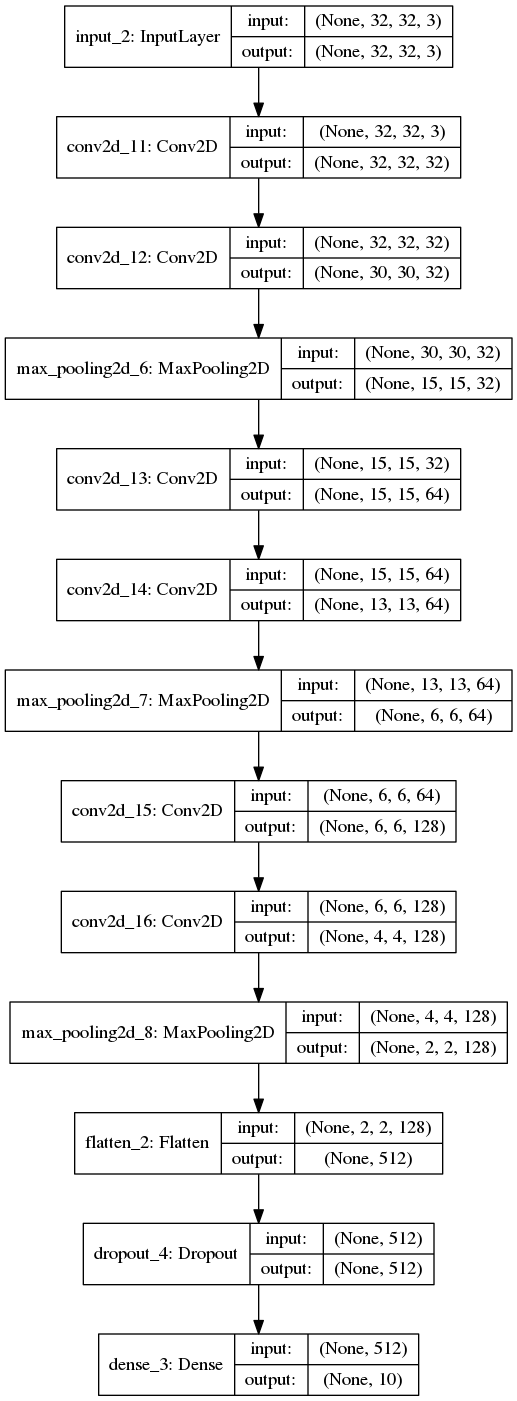 input_2: InputLayer
input: (None, 32, 32, 3)
output: (None, 32, 32, 3)
conv2d_11: Conv2D
input: (None, 32, 32, 3)
output: (None, 32, 32, 32)
conv2d_12: Conv2D
input: (None, 32, 32, 32)
output: (None, 30, 30, 32)
max_pooling2d_6: MaxPooling2D
input: (None, 30, 30, 32)
output: (None, 15, 15, 32)
conv2d_13: Conv2D
input: (None, 15, 15, 32)
output: (None, 15, 15, 64)
conv2d_14: Conv2D
input: (None, 15, 15, 64)
output: (None, 13, 13, 64)
max_pooling2d_7: MaxPooling2D
input: (None, 13, 13, 64)
output: (None, 6, 6, 64)
conv2d_15: Conv2D
input: (None, 6, 6, 64)
output: (None, 6, 6, 128)
conv2d_16: Conv2D
input: (None, 6, 6, 128)
output: (None, 4, 4, 128)
max_pooling2d_8: MaxPooling2D
input: (None, 4, 4, 128)
output: (None, 2, 2, 128)
flatten_2: Flatten
input: (None, 2, 2, 128)
output: (None, 512)
dropout_4: Dropout
input: (None, 512)
output: (None, 512)
dense_3: Dense
input: (None, 512)
output: (None, 10)